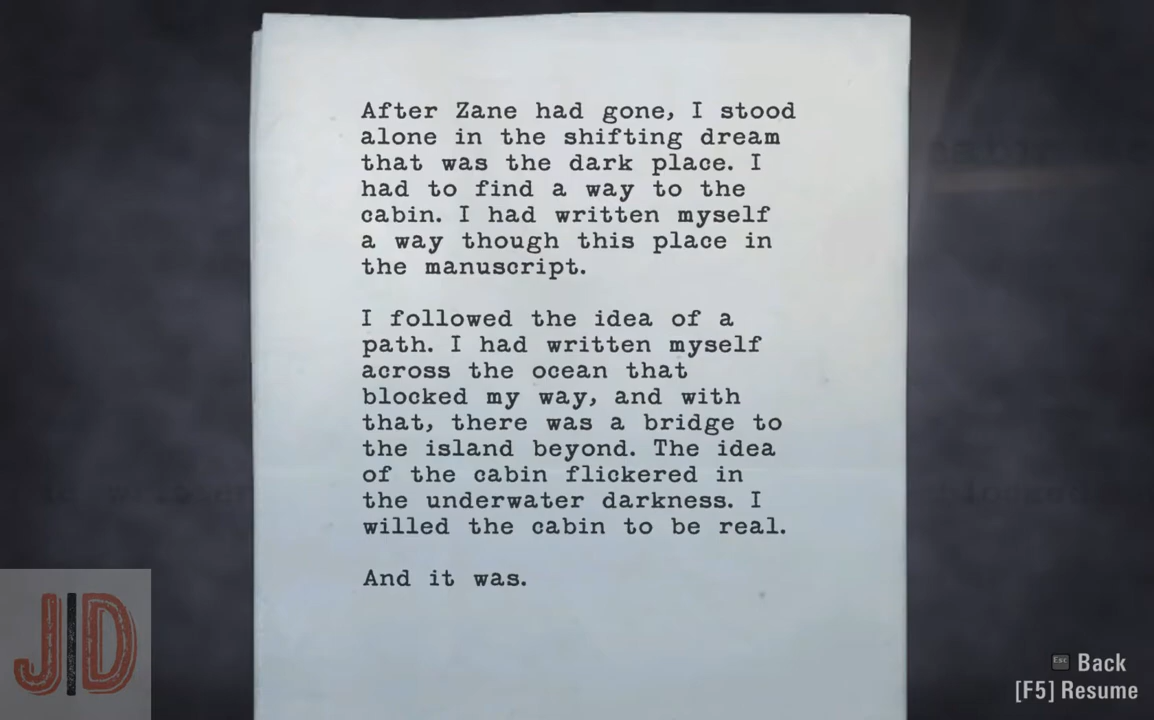 After Zane had gone, I stood
alone in the shifting dream
that was the dark place. I
had to find a way to the
cabin. I had written myself
a way though this place in
the manuscript.
I followed the idea of a
path. I had written myself
across the ocean that
blocked my way, and with
that, there was a bridge to
the island beyond. The idea
of the cabin flickered in
the underwater darkness. I
willed the cabin to be real.
And it was.
JD
Esc Back
[F5] Resume